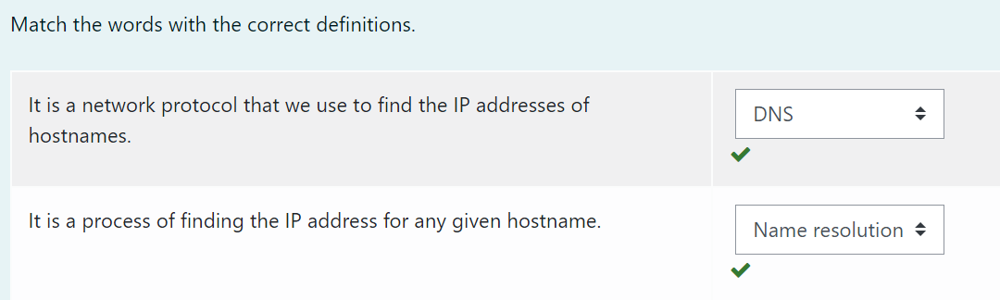 Match the words with the correct definitions.
It is a network protocol that we use to find the IP addresses of
hostnames.
DNS
It is a process of finding the IP address for any given hostname.
Name resolution